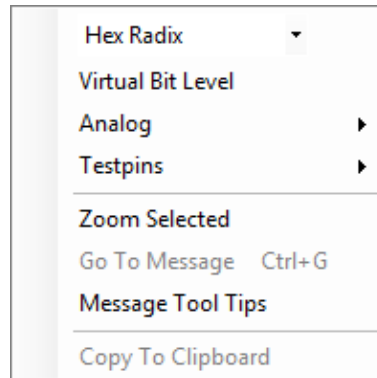 Hex Radix
Virtual Bit Level
Analog
Testpins
Zoom Selected
Go To Message Ctrl+G
Message Tool Tips
Copy To Clipboard